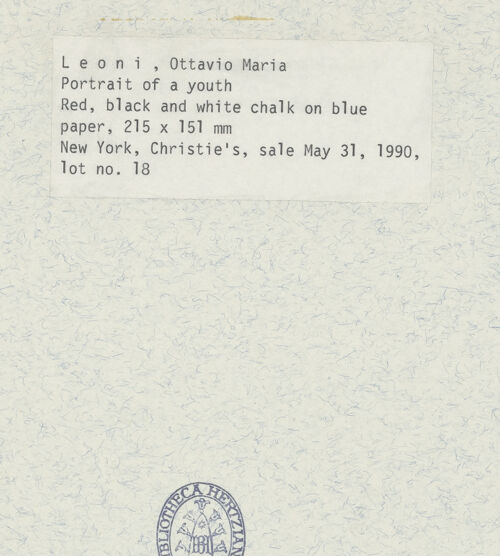 L e o n i , Ottavio Maria
Portrait of a youth
Red, black and white chalk on blue
paper, 215 x 151 mm
New York, Christie's, sale May 31, 1990,
lot no. 18
BIBLIOTHECA HERTZIAN